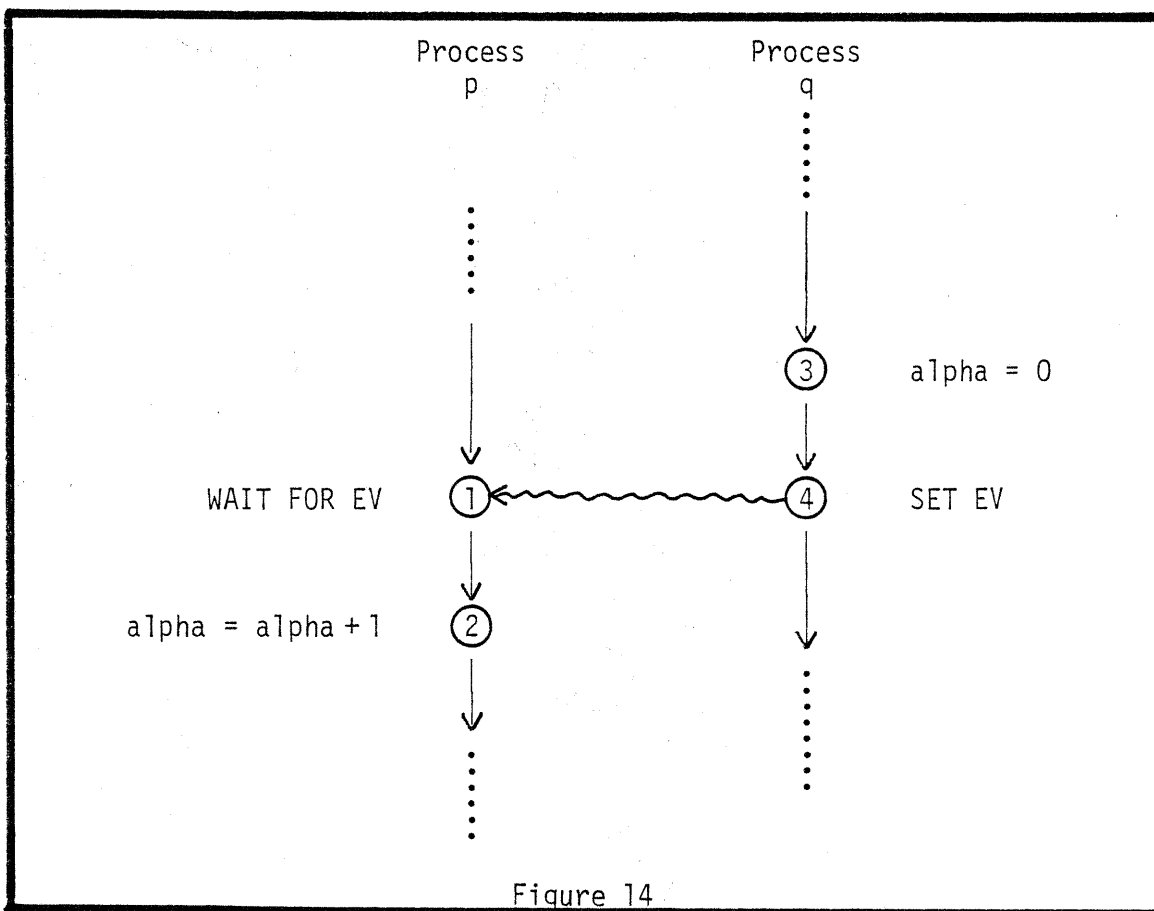 Process Process
p q
3 alpha = 0
WAIT FOR EV 1 4 SET EV
alpha = alpha + 1 2
Figure 14